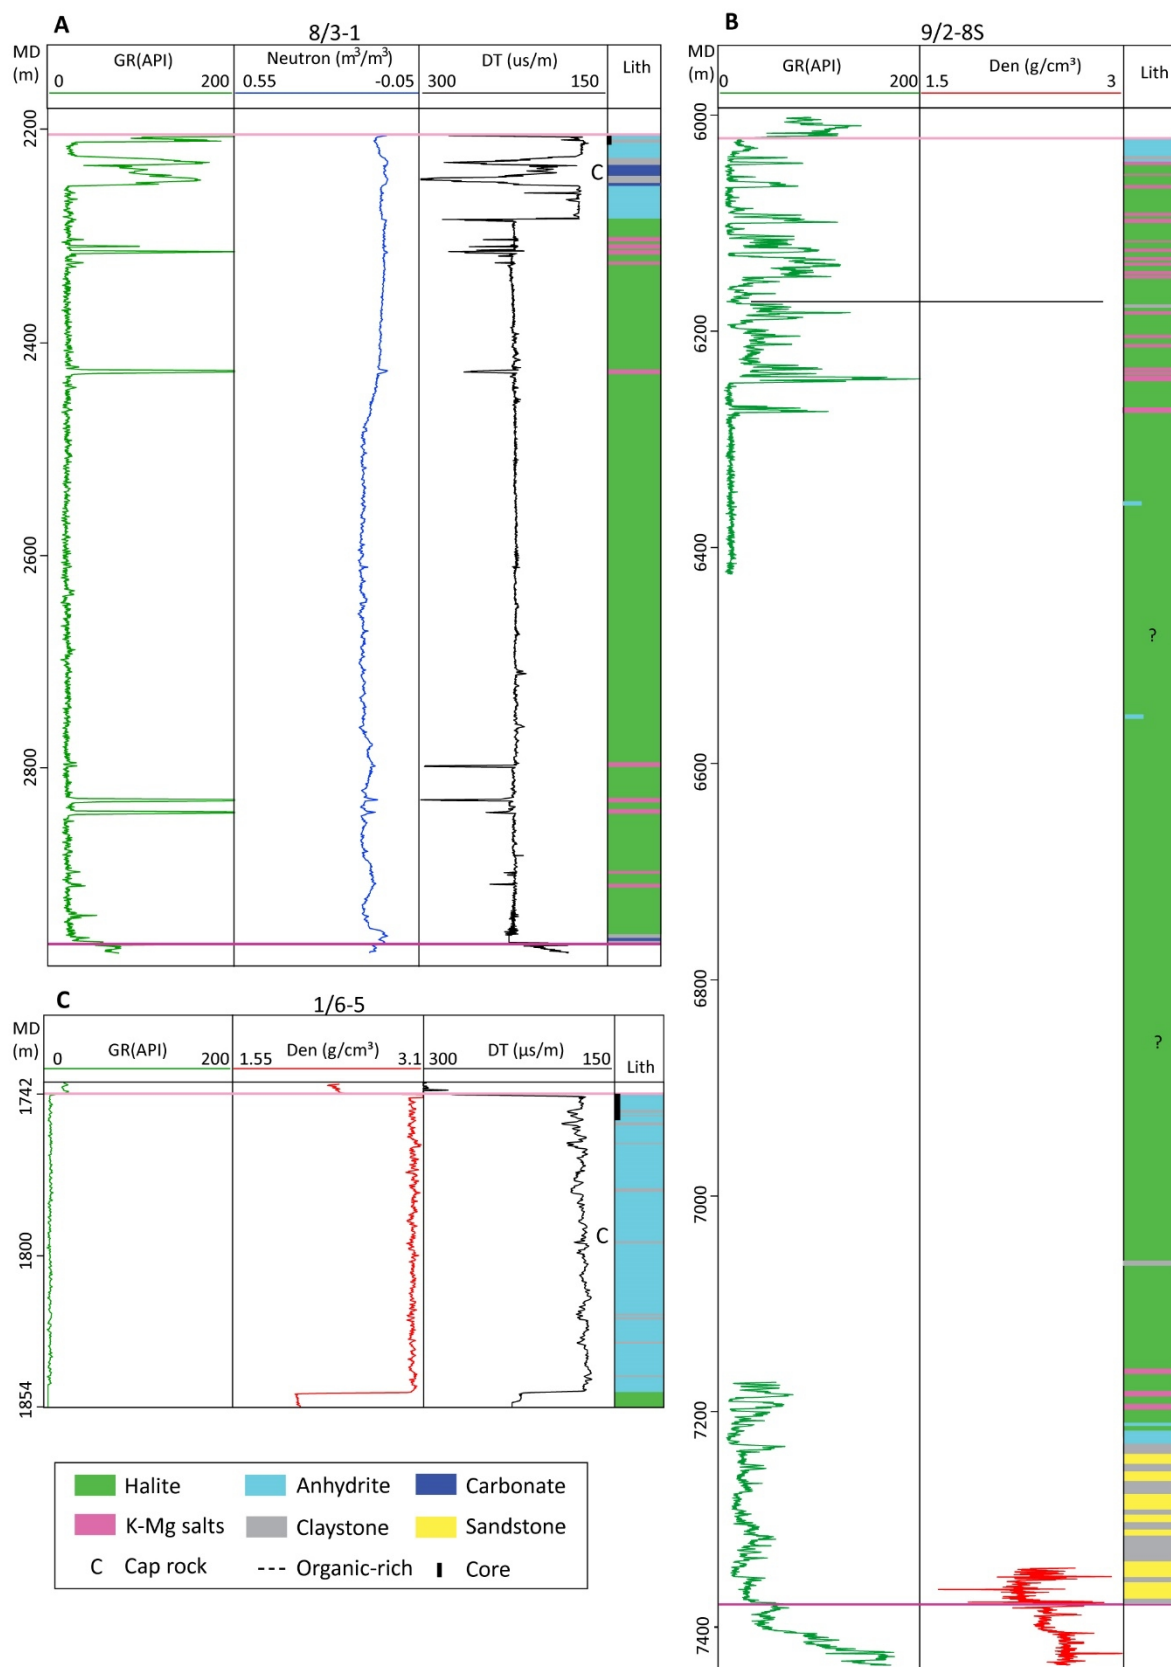 A
8/3-1
MD
(m)
GR(API)
0 200
Neutron (m³/m³)
0.55 -0.05
DT (us/m)
300 150
Lith
2200
2400
2600
2800
C
B
9/2-8S
MD
(m)
GR(API)
0 200
Den (g/cm³)
1.5 3
Lith
6000
6200
6400
6600
6800
7000
7200
7400
?
?
C
1/6-5
MD
(m)
GR(API)
0 200
Den (g/cm³)
1.55 3.1
DT (μs/m)
300 150
Lith
1742
1800
1854
C
Halite Anhydrite Carbonate
K-Mg salts Claystone Sandstone
C Cap rock Organic-rich Core